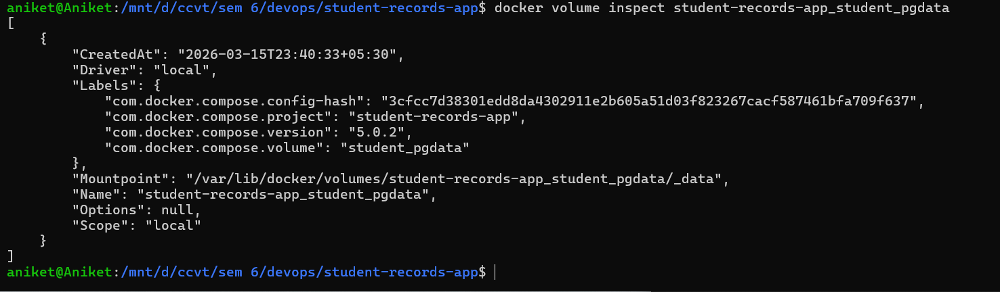 aniket@Aniket:/mnt/d/ccvt/sem 6/devops/student-records-app$ docker volume inspect student-records-app_student_pgdata
[
    {
        "CreatedAt": "2026-03-15T23:40:33+05:30",
        "Driver": "local",
        "Labels": {
            "com.docker.compose.config-hash": "3cfcc7d38301edd8da4302911e2b605a51d03f823267cacf587461bfa709f637",
            "com.docker.compose.project": "student-records-app",
            "com.docker.compose.version": "5.0.2",
            "com.docker.compose.volume": "student_pgdata"
        },
        "Mountpoint": "/var/lib/docker/volumes/student-records-app_student_pgdata/_data",
        "Name": "student-records-app_student_pgdata",
        "Options": null,
        "Scope": "local"
    }
]
aniket@Aniket:/mnt/d/ccvt/sem 6/devops/student-records-app$